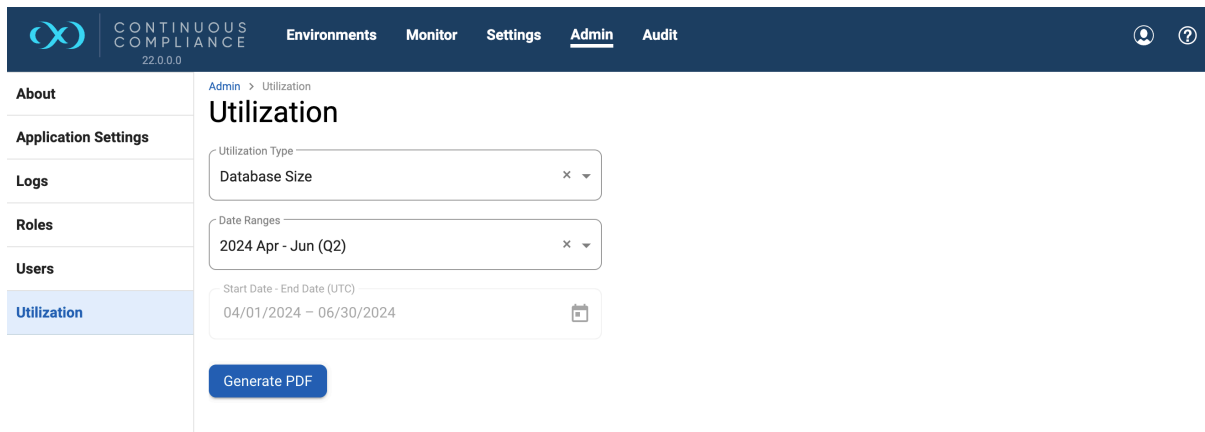 CONTINUOUS
COMPLIANCE
22.0.0.0
Environments Monitor Settings Admin Audit
About
Application Settings
Logs
Roles
Users
Utilization
Admin > Utilization
Utilization
Utilization Type
Database Size
Date Ranges
2024 Apr - Jun (Q2)
Start Date - End Date (UTC)
04/01/2024 – 06/30/2024
Generate PDF